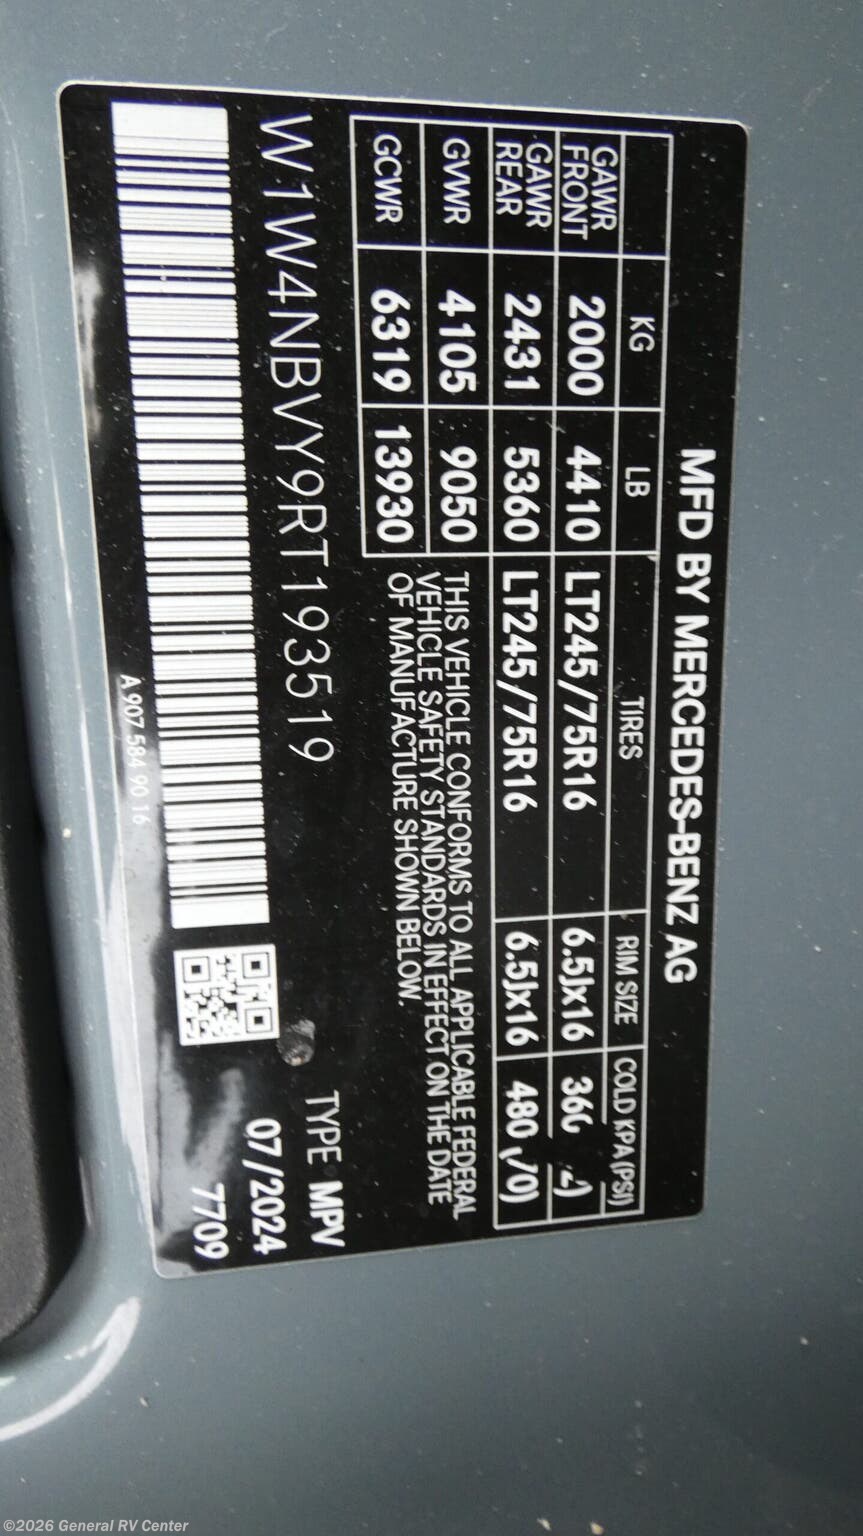 MFD BY MERCEDES-BENZ AG
KG LB TIRES RIM SIZE COLD KPA(PSI)
GAWR FRONT 2000 4410 LT245/75R16 6.5Jx16
GAWR REAR 2431 5360 LT245/75R16 6.5Jx16 480
GVWR 4105 9050
GCWR 6319 13930
THIS VEHICLE CONFORMS TO ALL APPLICABLE FEDERAL
VEHICLE SAFETY STANDARDS IN EFFECT ON THE DATE
OF MANUFACTURE SHOWN BELOW.
W1W4NBVY9RT193519
TYPE MPV
07/2024
7709
A 907 584 90 16
©2026 General RV Center